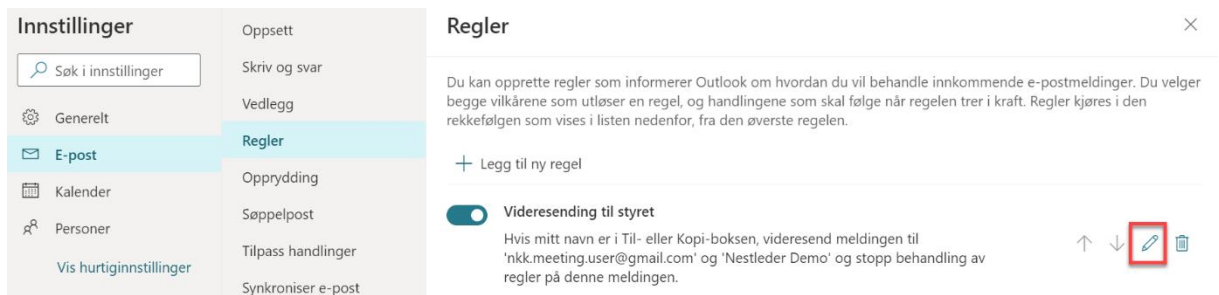 Innstillinger
Søk i innstillinger
Generelt
E-post
Kalender
Personer
Vis hurtiginnstillinger
Oppsett
Skriv og svar
Vedlegg
Regler
Opprydding
Søppelpost
Tilpass handlinger
Synkroniser e-post
Regler
Du kan opprette regler som informerer Outlook om hvordan du vil behandle innkommende e-postmeldinger. Du velger
begge vilkårene som utløser en regel, og handlingene som skal følge når regelen trer i kraft. Regler kjøres i den
rekkefølgen som vises i listen nedenfor, fra den øverste regelen.
Legg til ny regel
Videresending til styret
Hvis mitt navn er i Til- eller Kopi-boksen, videresend meldingen til
'nkk.meeting.user@gmail.com' og 'Nestleder Demo' og stopp behandling av
regler på denne meldingen.